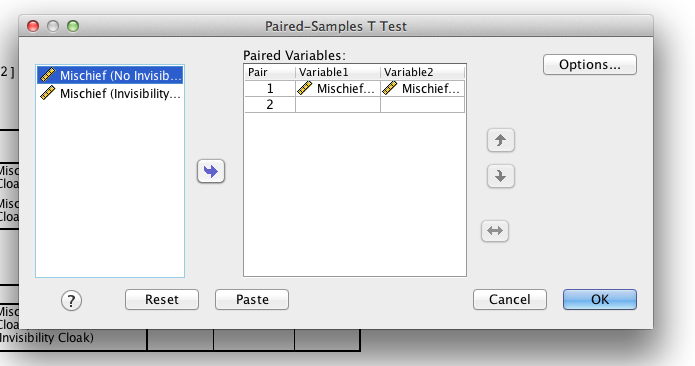 Paired-Samples T Test
Paired Variables:
2]
Mischief (No Invisib...
Mischief (Invisibility...
Pair Variable1 Variable2
1 Mischief... Mischief...
2
Options...
Misc
Cloa
Misc
Cloa
? Reset Paste Cancel OK
Misc
Cloa
Invisibility Cloak)